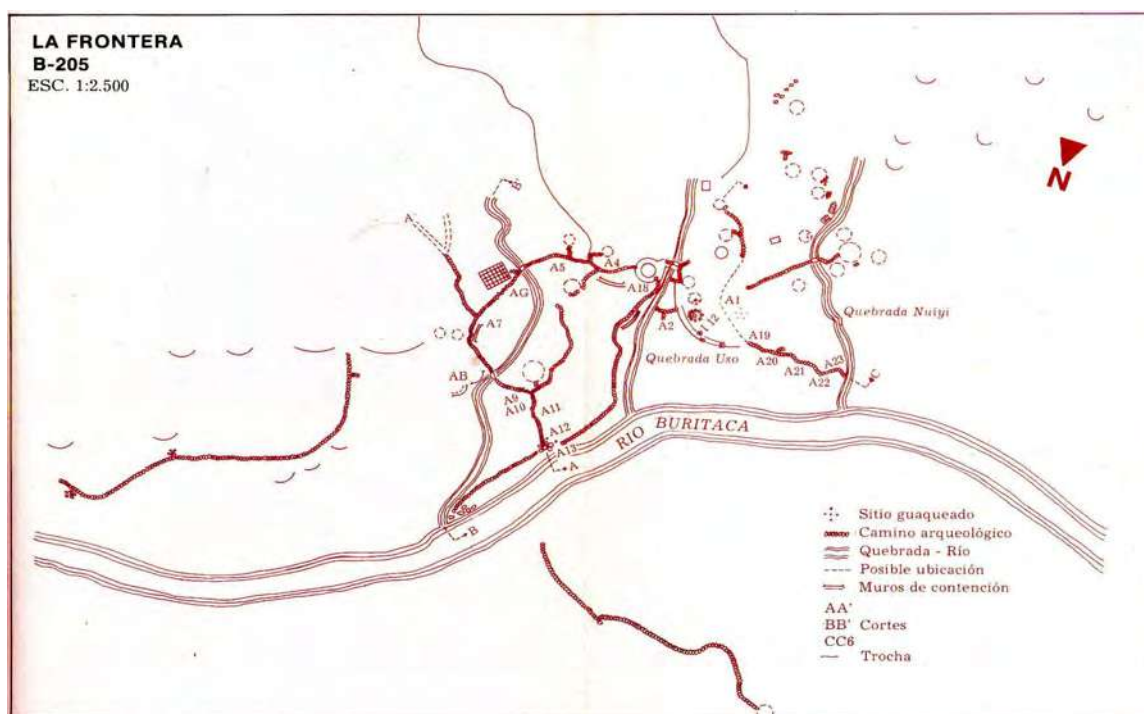 LA FRONTERA
B-205
ESC. 1:2.500
N
B'
A'
A5
A4
AG
A18
A7
A2
A1
A19
A20
A21
A22
A23
Quebrada Nuiyi
Quebrada Uso
C
AB
A9
A10
A11
A12
A13
A
B
RIO BURITACA
Sitio guaqueado
Camino arqueológico
Quebrada - Río
Posible ubicación
Muros de contención
AA'
BB' Cortes
CC6
Trocha